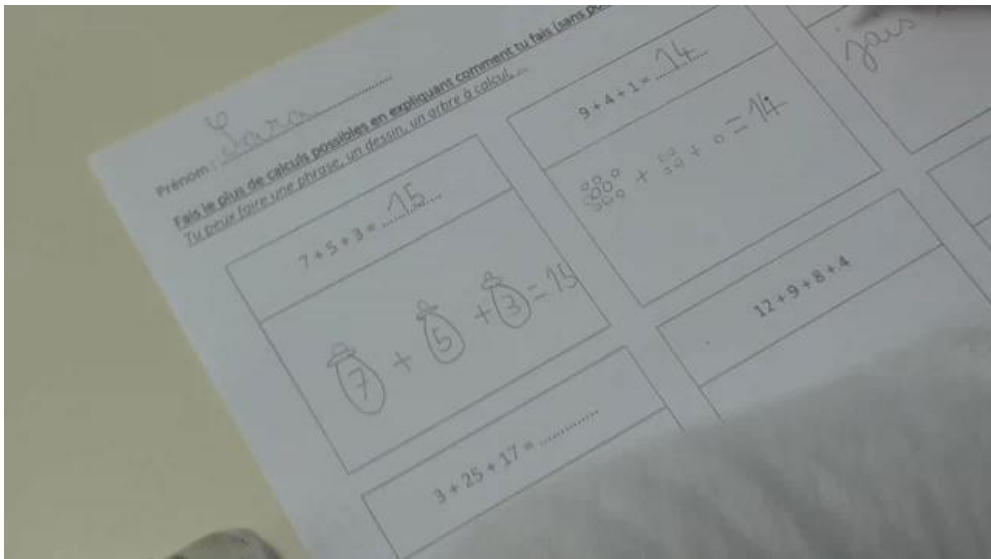 Prénom : Sara
Fais le plus de calculs possibles en expliquant comment tu fais (sans
Tu peux faire une phrase, un dessin, un arbre à calcul....
7 + 5 + 3 = 15
7 + 5 + 3 = 15
9 + 4 + 1 = 14
+ + = 14
jais
3 + 25 + 17 = ..............
12 + 9 + 8 + 4